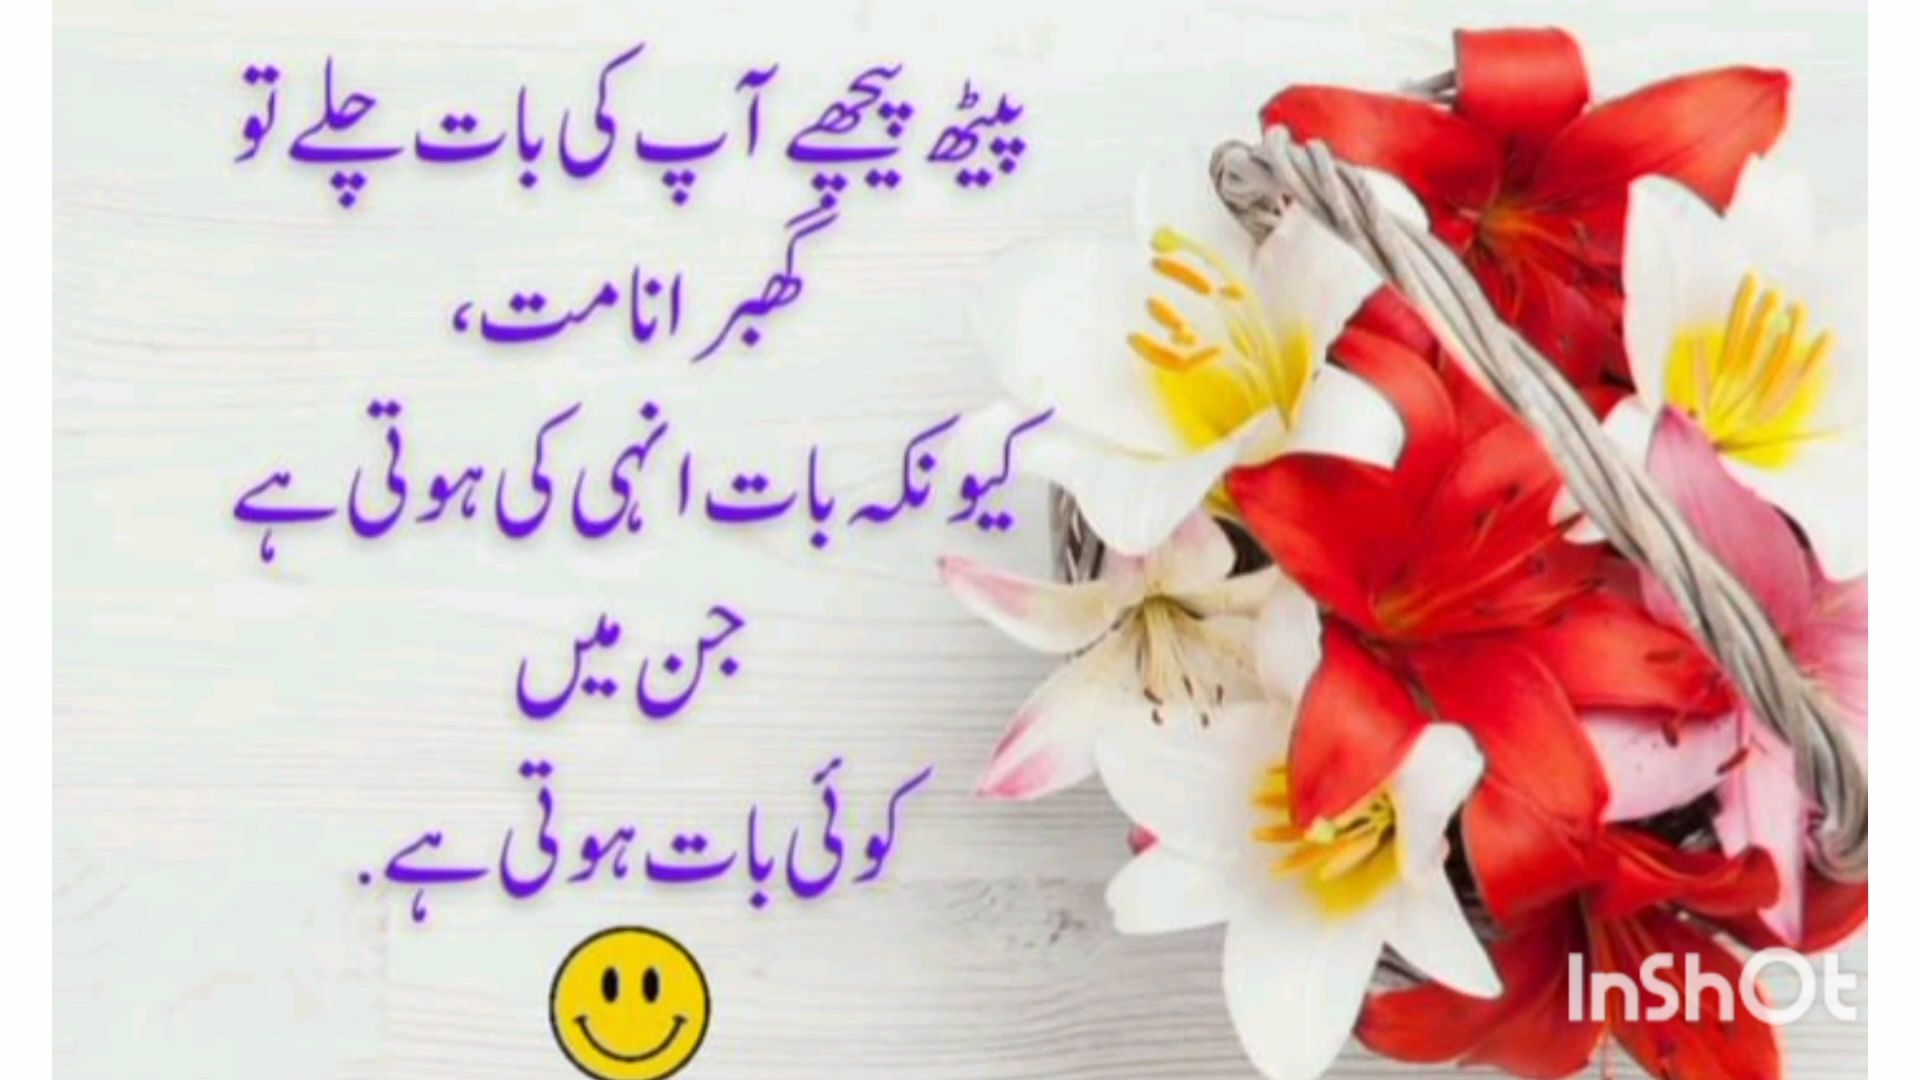 پیٹھ پیچھے آپ کی بات چلے تو
گھبرانا مت،
کیونکہ بات انہی کی ہوتی ہے
جن میں
کوئی بات ہوتی ہے.
InShOt